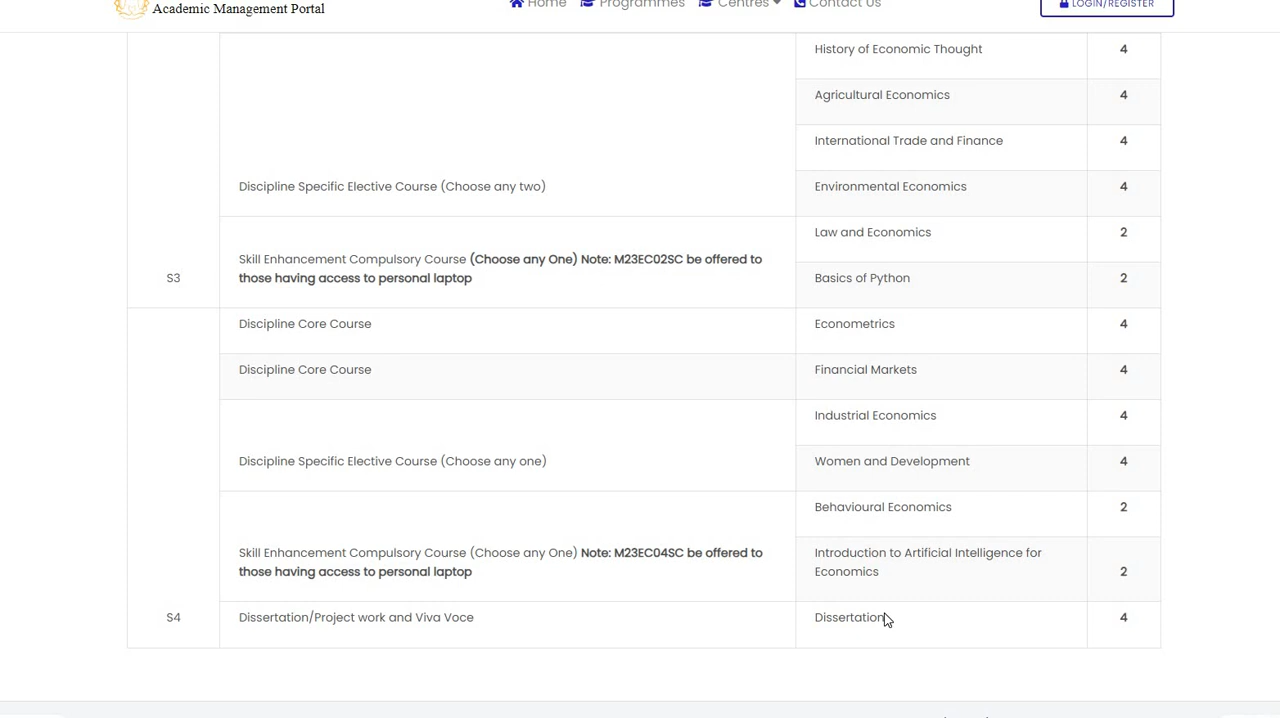 Academic Management Portal
Home
Programmes
Centres
Contact Us
LOGIN/REGISTER
History of Economic Thought 4
Agricultural Economics 4
International Trade and Finance 4
Discipline Specific Elective Course (Choose any two) Environmental Economics 4
Law and Economics 2
Skill Enhancement Compulsory Course (Choose any One) Note: M23EC02SC be offered to
those having access to personal laptop
S3 Basics of Python 2
Discipline Core Course Econometrics 4
Discipline Core Course Financial Markets 4
Industrial Economics 4
Discipline Specific Elective Course (Choose any one) Women and Development 4
Behavioural Economics 2
Skill Enhancement Compulsory Course (Choose any One) Note: M23EC04SC be offered to
those having access to personal laptop
Introduction to Artificial Intelligence for
Economics 2
S4 Dissertation/Project work and Viva Voce Dissertation 4